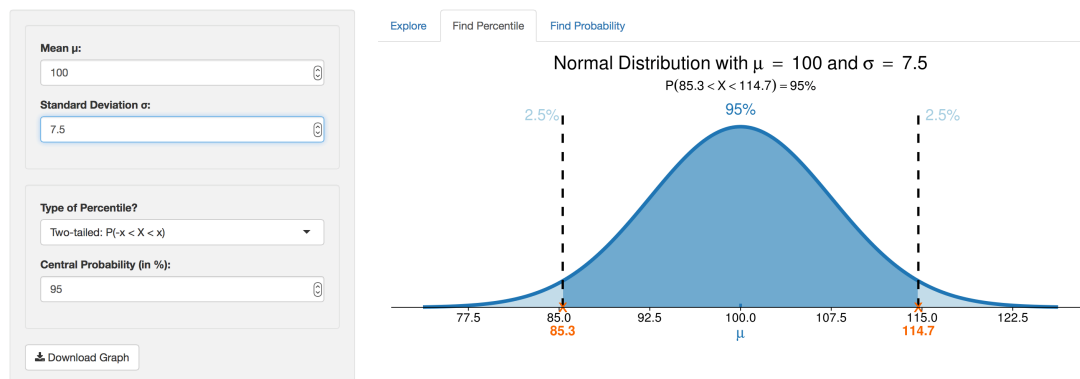 Mean μ:
100
Standard Deviation σ:
7.5
Type of Percentile?
Two-tailed: P(-x < X < x)
Central Probability (in %):
95
Download Graph
Explore Find Percentile Find Probability
Normal Distribution with μ = 100 and σ = 7.5
P(85.3 < X < 114.7) = 95%
95%
2.5% 2.5%
77.5 85.0 92.5 100.0 107.5 115.0 122.5
85.3 μ 114.7